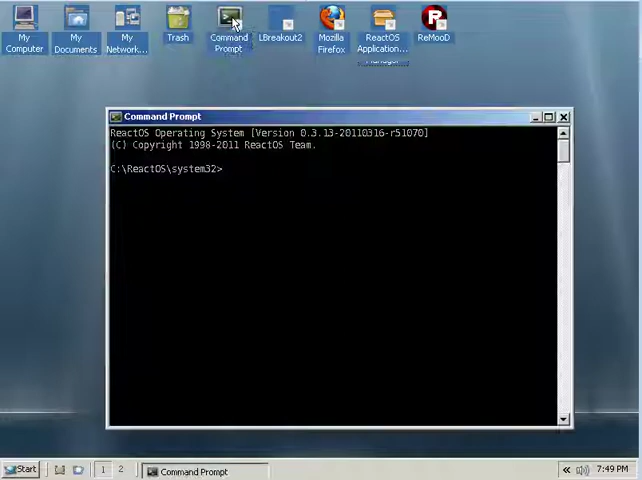 My Computer
My Documents
My Network...
Trash
Command Prompt
LBreakout2
Mozilla Firefox
ReactOS Application...
Manager
ReMooD
Command Prompt
ReactOS Operating System [Version 0.3.13-20110316-r51070]
(C) Copyright 1998-2011 ReactOS Team.
C:\ReactOS\system32>
Start
1
2
Command Prompt
7:49 PM